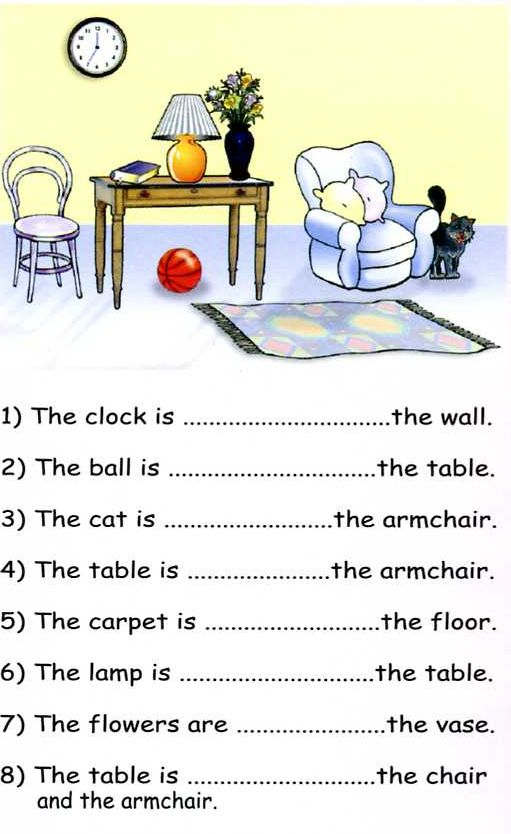 1) The clock is ................................the wall.
2) The ball is ................................the table.
3) The cat is ..........................the armchair.
4) The table is ......................the armchair.
5) The carpet is ...........................the floor.
6) The lamp is ..............................the table.
7) The flowers are .......................the vase.
8) The table is .............................the chair
and the armchair.